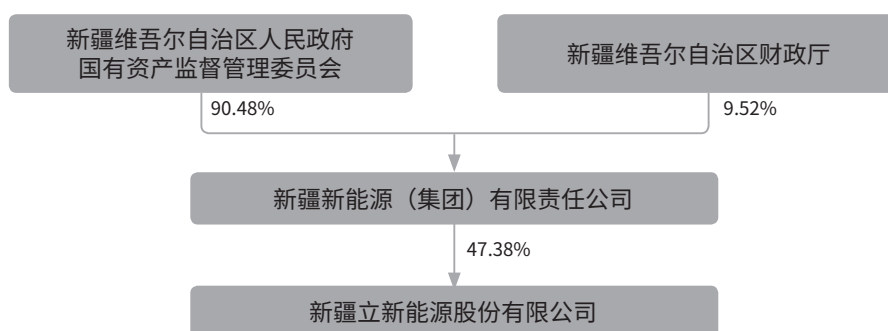 新疆维吾尔自治区人民政府
国有资产监督管理委员会
新疆维吾尔自治区财政厅
90.48%
9.52%
新疆新能源（集团）有限责任公司
47.38%
新疆立新能源股份有限公司